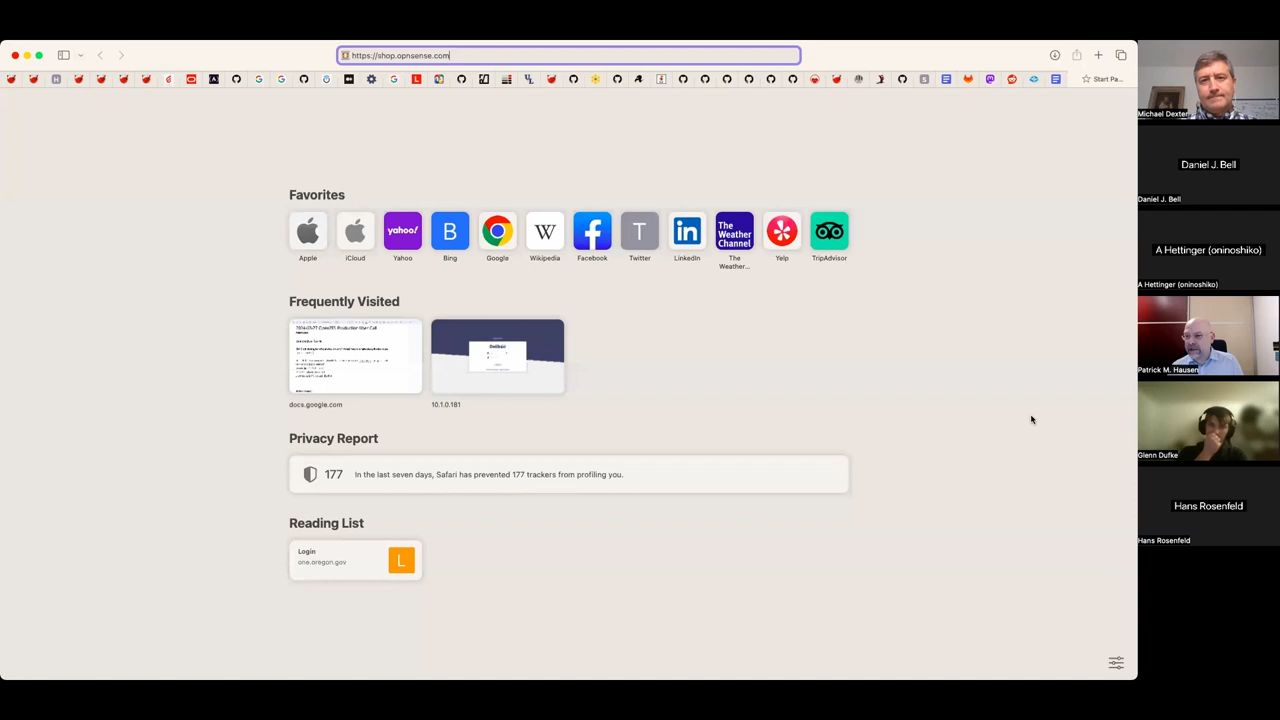 https://shop.opnsense.com
Start Pa...
Favorites
yahoo!
B
W
T
The Weather Channel
Apple
iCloud
Yahoo
Bing
Google
Wikipedia
Facebook
Twitter
LinkedIn
The Weather...
Yelp
TripAdvisor
Frequently Visited
docs.google.com
10.1.0.181
Privacy Report
177
In the last seven days, Safari has prevented 177 trackers from profiling you.
Reading List
Login
one.oregon.gov
L
Michael Dexter
Daniel J. Bell
Daniel J. Bell
A Hettinger (oninoshiko)
A Hettinger (oninoshiko)
Patrick M. Hausen
Glenn Dufke
Hans Rosenfeld
Hans Rosenfeld